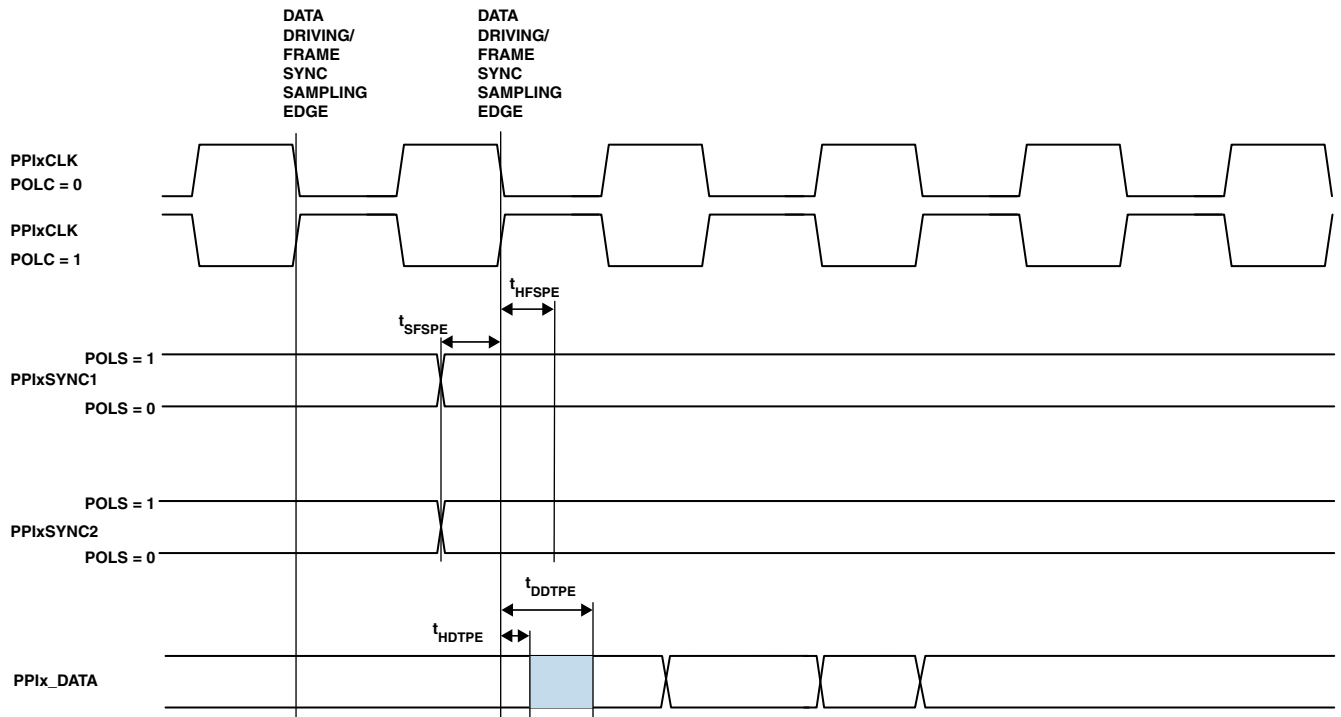 DATA
DRIVING/
FRAME
SYNC
SAMPLING
EDGE
DATA
DRIVING/
FRAME
SYNC
SAMPLING
EDGE
PPIxCLK
POLC = 0
PPIxCLK
POLC = 1
tHFSPE
tSFSPE
POLS = 1
PPIxSYNC1
POLS = 0
POLS = 1
PPIxSYNC2
POLS = 0
tDDTPE
tHDTPE
PPIx_DATA